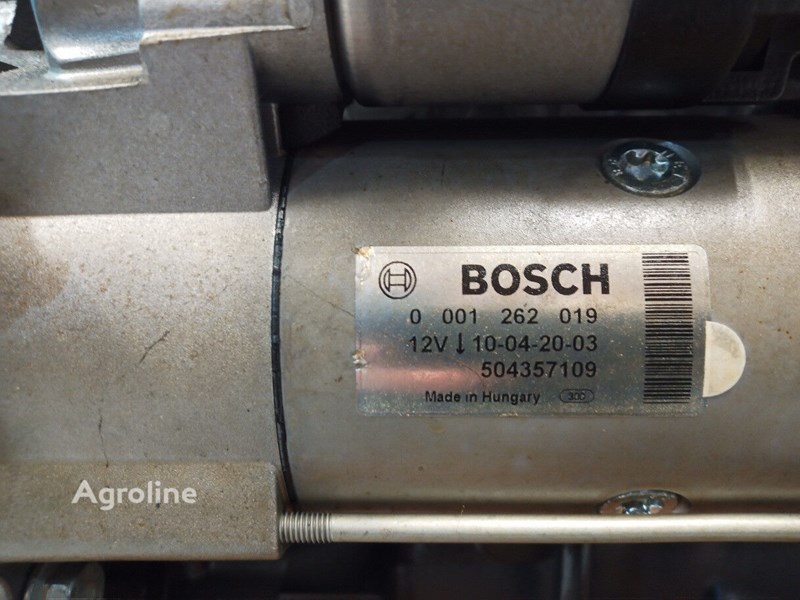 BOSCH
0 001 262 019
12V ↓ 10-04-20-03
504357109
Made in Hungary 300
Agroline